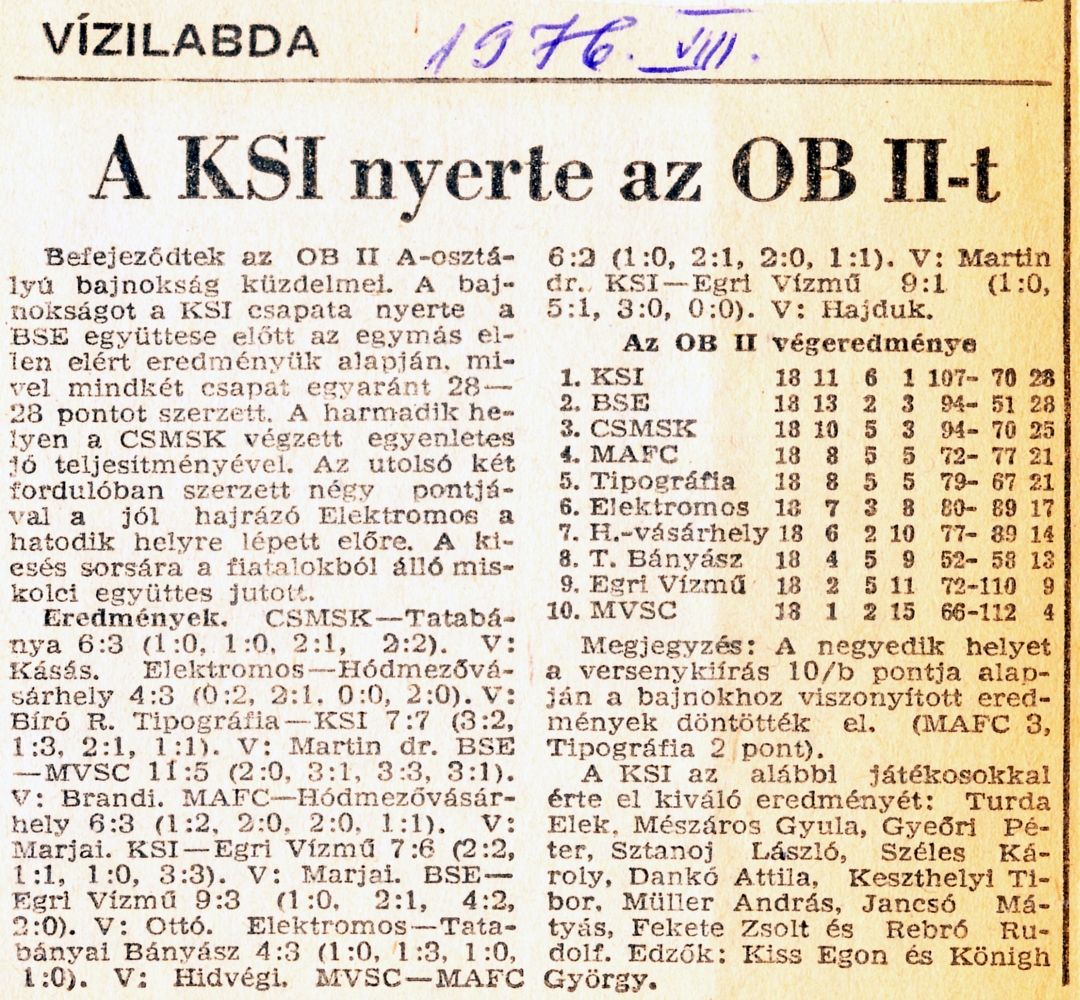 VÍZILABDA
1976. VIII.
A KSI nyerte az OB II-t
Befejeződtek az OB II A-osztá-
lyú bajnokság küzdelmei. A baj-
nokságot a KSI csapata nyerte a
BSE együttese előtt az egymás el-
len elért eredményük alapján, mi-
vel mindkét csapat egyaránt 28—
28 pontot szerzett. A harmadik he-
lyen a CSMSK végzett egyenletes
jó teljesítményével. Az utolsó két
fordulóban szerzett négy pontjá-
val a jól hajrázó Elektromos a
hatodik helyre lépett előre. A ki-
esés sorsára a fiatalokból álló mis-
kolci együttes jutott.
Eredmények. CSMSK—Tatabá-
nya 6:3 (1:0, 1:0, 2:1, 2:2). V:
Kásás. Elektromos—Hódmezővá-
sárhely 4:3 (0:2, 2:1, 0:0, 2:0). V:
Bíró R. Tipográfia—KSI 7:7 (3:2,
1:3, 2:1, 1:1). V: Martin dr. BSE
—MVSC 11:5 (2:0, 3:1, 3:3, 3:1).
V: Brandi. MAFC—Hódmezővásár-
hely 6:3 (1:2, 2:0, 2:0, 1:1). V:
Marjai. KSI—Egri Vízmű 7:6 (2:2,
1:1, 1:0, 3:3). V: Marjai. BSE—
Egri Vízmű 9:3 (1:0, 2:1, 4:2,
2:0). V: Ottó. Elektromos—Tata-
bányai Bányász 4:3 (1:0, 1:3, 1:0,
1:0). V: Hidvégi. MVSC—MAFC
6:2 (1:0, 2:1, 2:0, 1:1). V: Martin
dr. KSI—Egri Vízmű 9:1 (1:0,
5:1, 3:0, 0:0). V: Hajduk.
Az OB II végeredménye
1. KSI 18 11 6 1 107- 70 28
2. BSE 18 13 2 3 94- 51 28
3. CSMSK 18 10 5 3 94- 70 25
4. MAFC 18 8 5 5 72- 77 21
5. Tipográfia 18 8 5 5 79- 67 21
6. Elektromos 18 7 3 8 80- 89 17
7. H.-vásárhely 18 6 2 10 77- 89 14
8. T. Bányász 18 4 5 9 52- 58 13
9. Egri Vízmű 18 2 5 11 72-110 9
10. MVSC 18 1 2 15 66-112 4
Megjegyzés: A negyedik helyet
a versenykiírás 10/b pontja alap-
ján a bajnokhoz viszonyított ered-
mények döntötték el. (MAFC 3,
Tipográfia 2 pont).
A KSI az alábbi játékosokkal
érte el kiváló eredményét: Turda
Elek, Mészáros Gyula, Gyeőri Pé-
ter, Sztanoj László, Széles Ká-
roly, Dankó Attila, Keszthelyi Ti-
bor, Müller András, Jancsó Má-
tyás, Fekete Zsolt és Rebró Ru-
dolf. Edzők: Kiss Egon és Könígh
György.